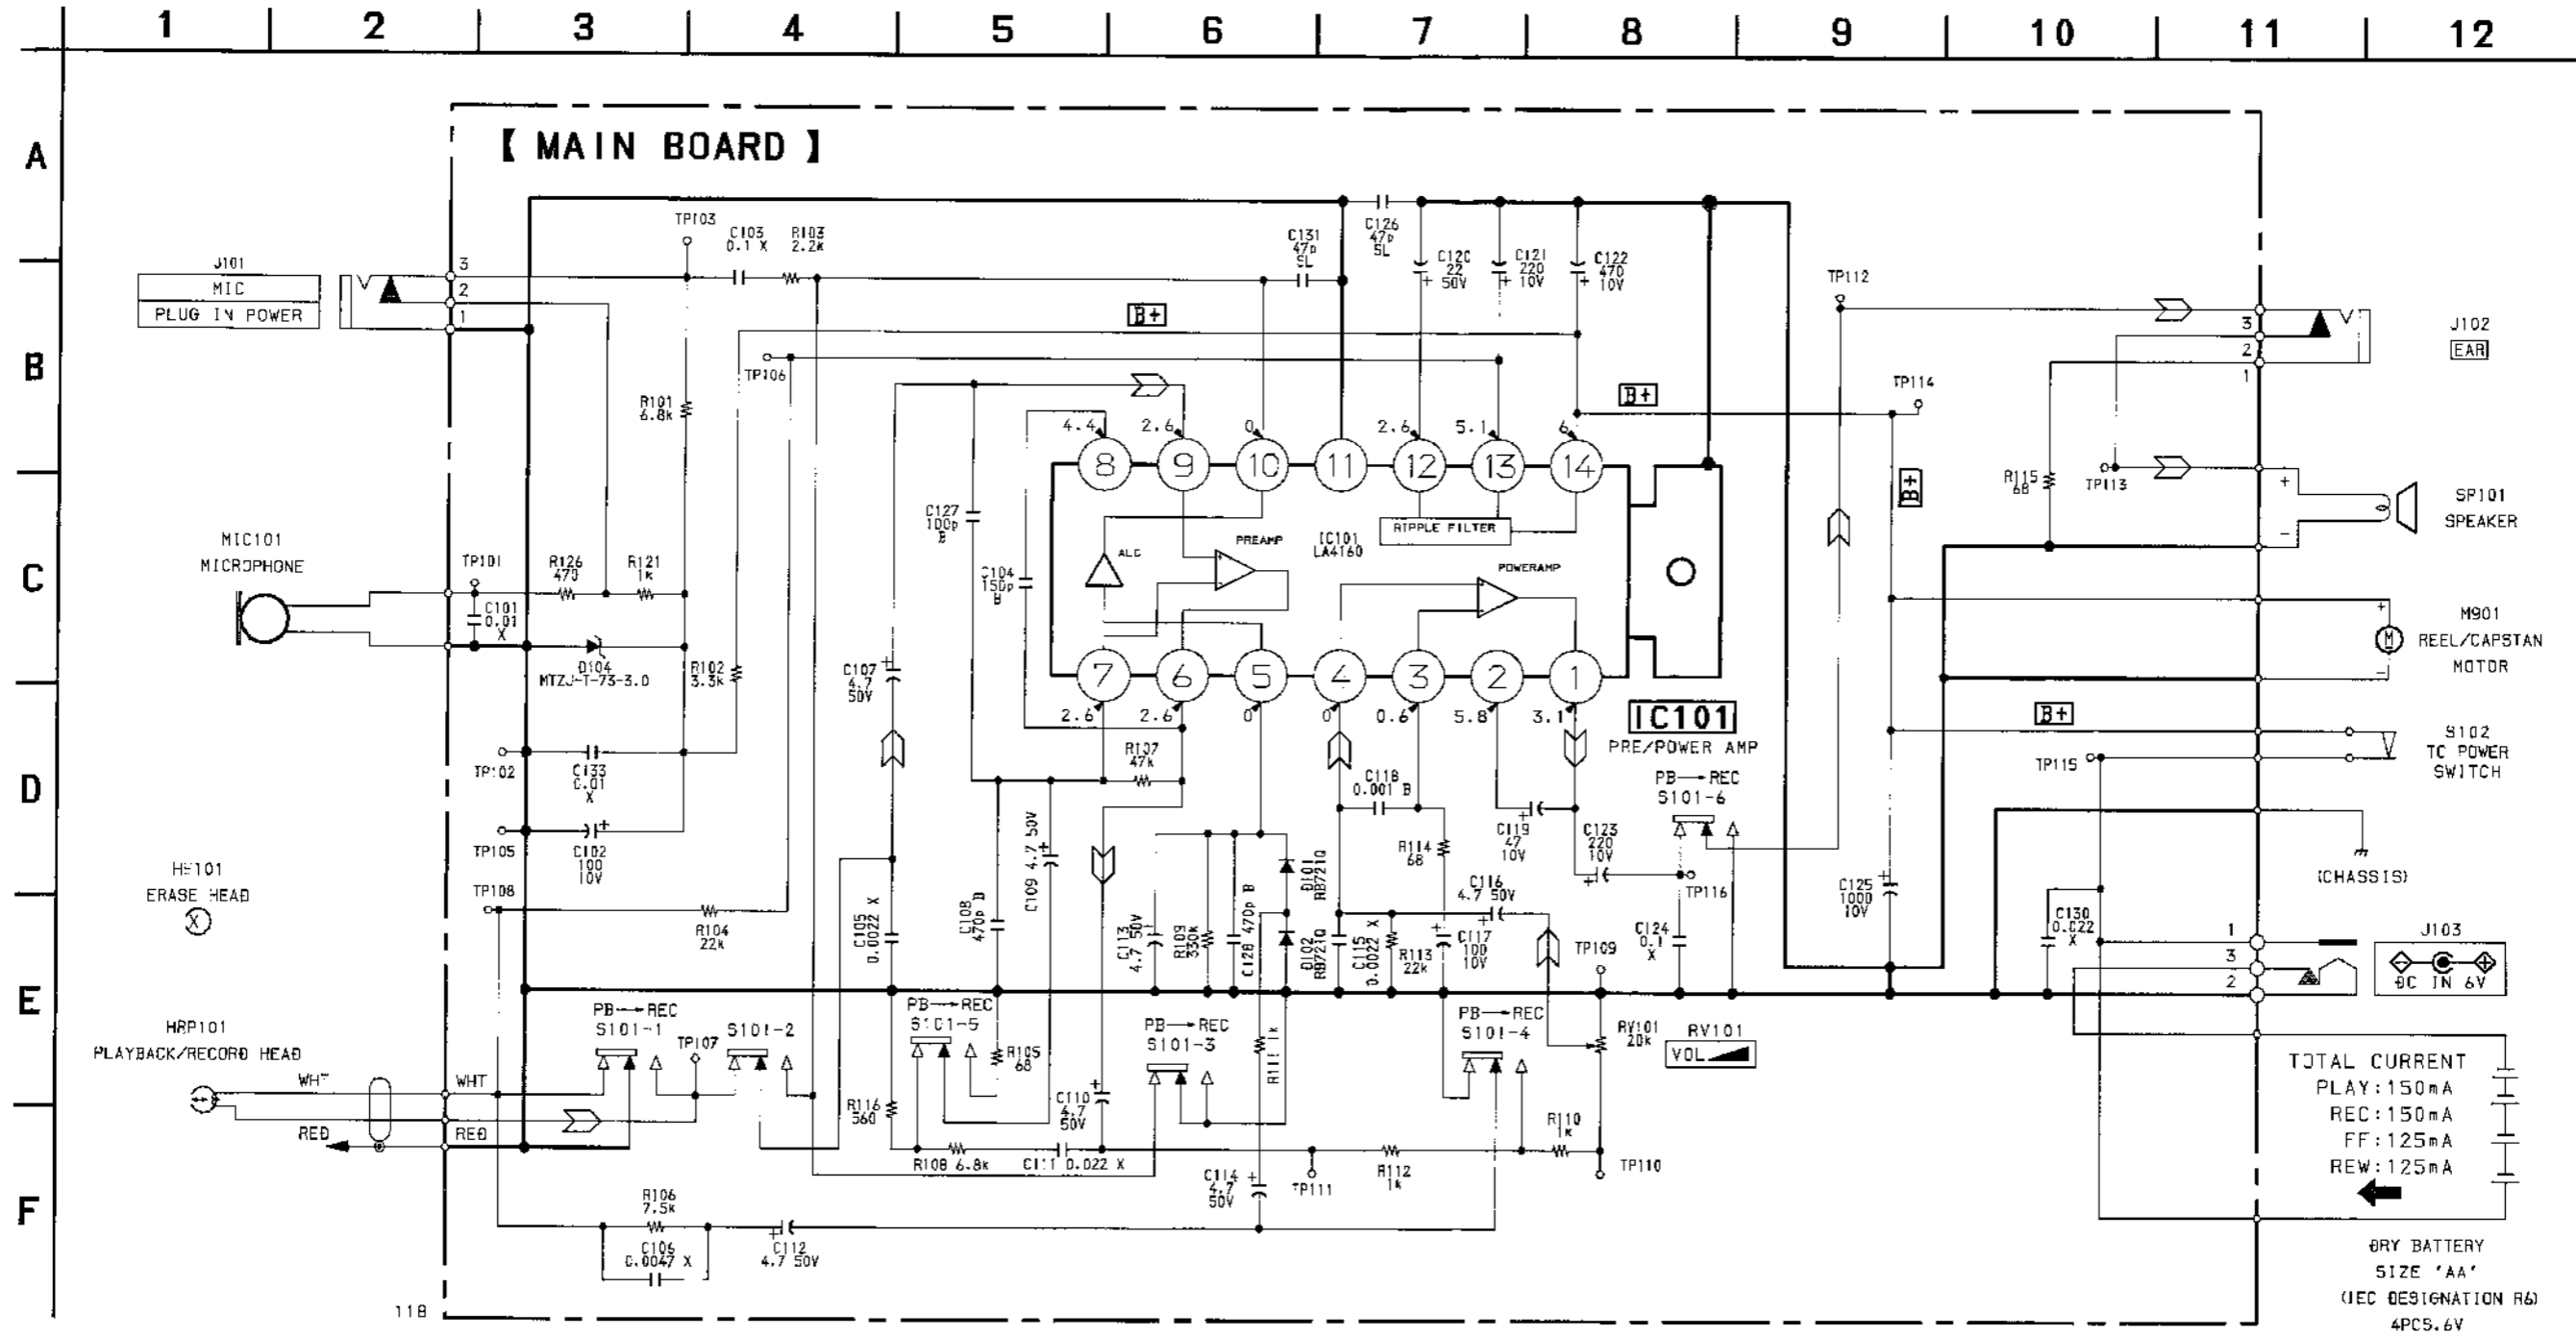 1 2 3 4 5 6 7 8 9 10 11 12
A
B
C
D
E
F
【 MAIN BOARD 】
TP103
C103
0.1 X
R103
2.2k
C131
47p
SL
C126
47p
SL
C120
22
50V
C121
220
10V
C122
470
10V
J101
MIC
PLUG IN POWER
3
2
1
B+
TP106
R101
6.8k
B+
TP112
TP114
B+
3
2
1
J102
EAR
4.4
2.6
0
2.6
5.1
6
8
9
10
11
12
13
14
C127
100p
B
C104
150p
B
ALC
PREAMP
IC101
LA4160
RIPPLE FILTER
POWERAMP
R115
68
TP113
+
-
SP101
SPEAKER
MIC101
MICROPHONE
TP101
C101
0.01
X
R126
470
R121
1k
D104
MTZJ-T-73-3.0
R102
3.3k
C107
4.7
50V
7
6
5
4
3
2
1
2.6
2.6
0
0
0.6
5.8
3.1
IC101
PRE/POWER AMP
+
M
-
M901
REEL/CAPSTAN
MOTOR
B+
TP115
S102
TC POWER
SWITCH
TP102
C133
0.01
X
TP105
C102
100
10V
R107
47k
C118
0.001 B
PB→REC
S101-6
C119
47
10V
C123
220
10V
R114
68
TP116
C116
4.7 50V
(CHASSIS)
HE101
ERASE HEAD
TP108
R104
22k
C105
0.0022 X
C108
470p B
C109 4.7 50V
C113
4.7 50V
R109
330k
C128 470p B
D101
RB721Q
D102
RB721Q
C115
0.0022 X
R113
22k
C117
100
10V
C124
0.1
X
TP109
C125
1000
10V
C130
0.022
X
1
3
2
J103
DC IN 6V
HRP101
PLAYBACK/RECORD HEAD
WHT
WHT
RED
RED
PB→REC
S101-1
TP107
S101-2
PB→REC
S101-5
R105
68
PB→REC
S101-3
PB→REC
S101-4
RV101
20k
RV101
VOL
R116
560
C110
4.7
50V
R108 6.8k
C111 0.022 X
TP111
R112
1k
R110
1k
TP110
C114
4.7
50V
R106
7.5k
C106
0.0047 X
C112
4.7 50V
TOTAL CURRENT
PLAY:150mA
REC:150mA
FF:125mA
REW:125mA
DRY BATTERY
SIZE 'AA'
(IEC DESIGNATION R6)
4PCS.6V
118